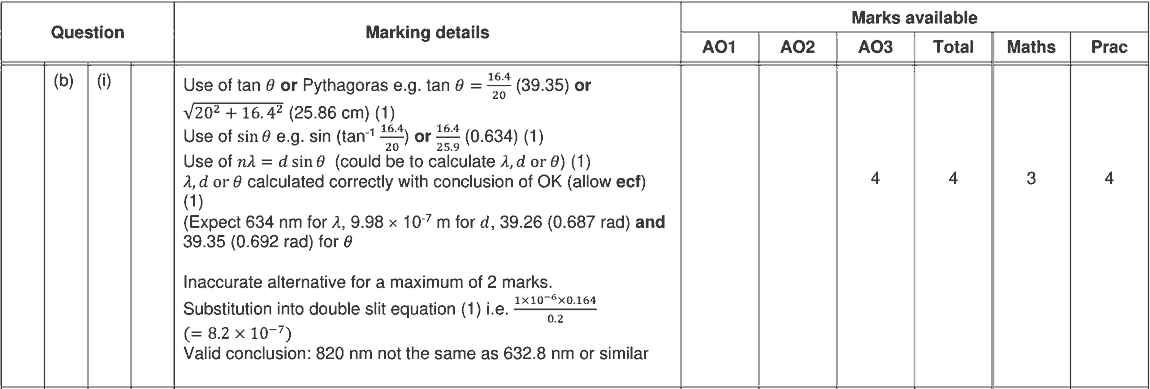 Question Marking details Marks available
AO1 AO2 AO3 Total Maths Prac
(b) (i) Use of tan θ or Pythagoras e.g. tan θ = 16.4/20 (39.35) or
√(20² + 16.4²) (25.86 cm) (1)
Use of sin θ e.g. sin (tan⁻¹ 16.4/20) or 16.4/25.9 (0.634) (1)
Use of nλ = d sin θ (could be to calculate λ, d or θ) (1)
λ, d or θ calculated correctly with conclusion of OK (allow ecf)
(1) 4 4 3 4
(Expect 634 nm for λ, 9.98 × 10⁻⁷ m for d, 39.26 (0.687 rad) and
39.35 (0.692 rad) for θ
Inaccurate alternative for a maximum of 2 marks.
Substitution into double slit equation (1) i.e. 1×10⁻⁶×0.164/0.2
(= 8.2 × 10⁻⁷)
Valid conclusion: 820 nm not the same as 632.8 nm or similar